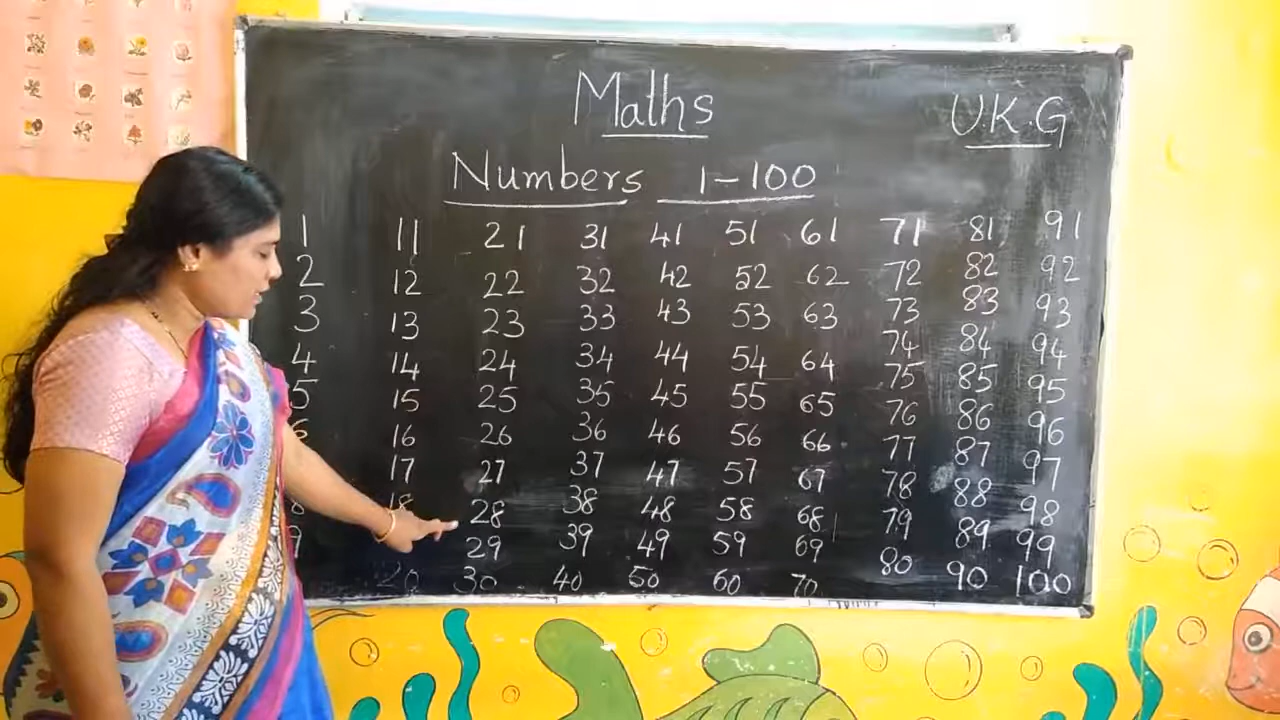 Maths
U.K.G
Numbers 1-100
1 11 21 31 41 51 61 71 81 91
2 12 22 32 42 52 62 72 82 92
3 13 23 33 43 53 63 73 83 93
4 14 24 34 44 54 64 74 84 94
5 15 25 35 45 55 65 75 85 95
6 16 26 36 46 56 66 76 86 96
17 27 37 47 57 67 77 87 97
8 18 28 38 48 58 68 78 88 98
9 29 39 49 59 69 79 89 99
20 30 40 50 60 70 80 90 100